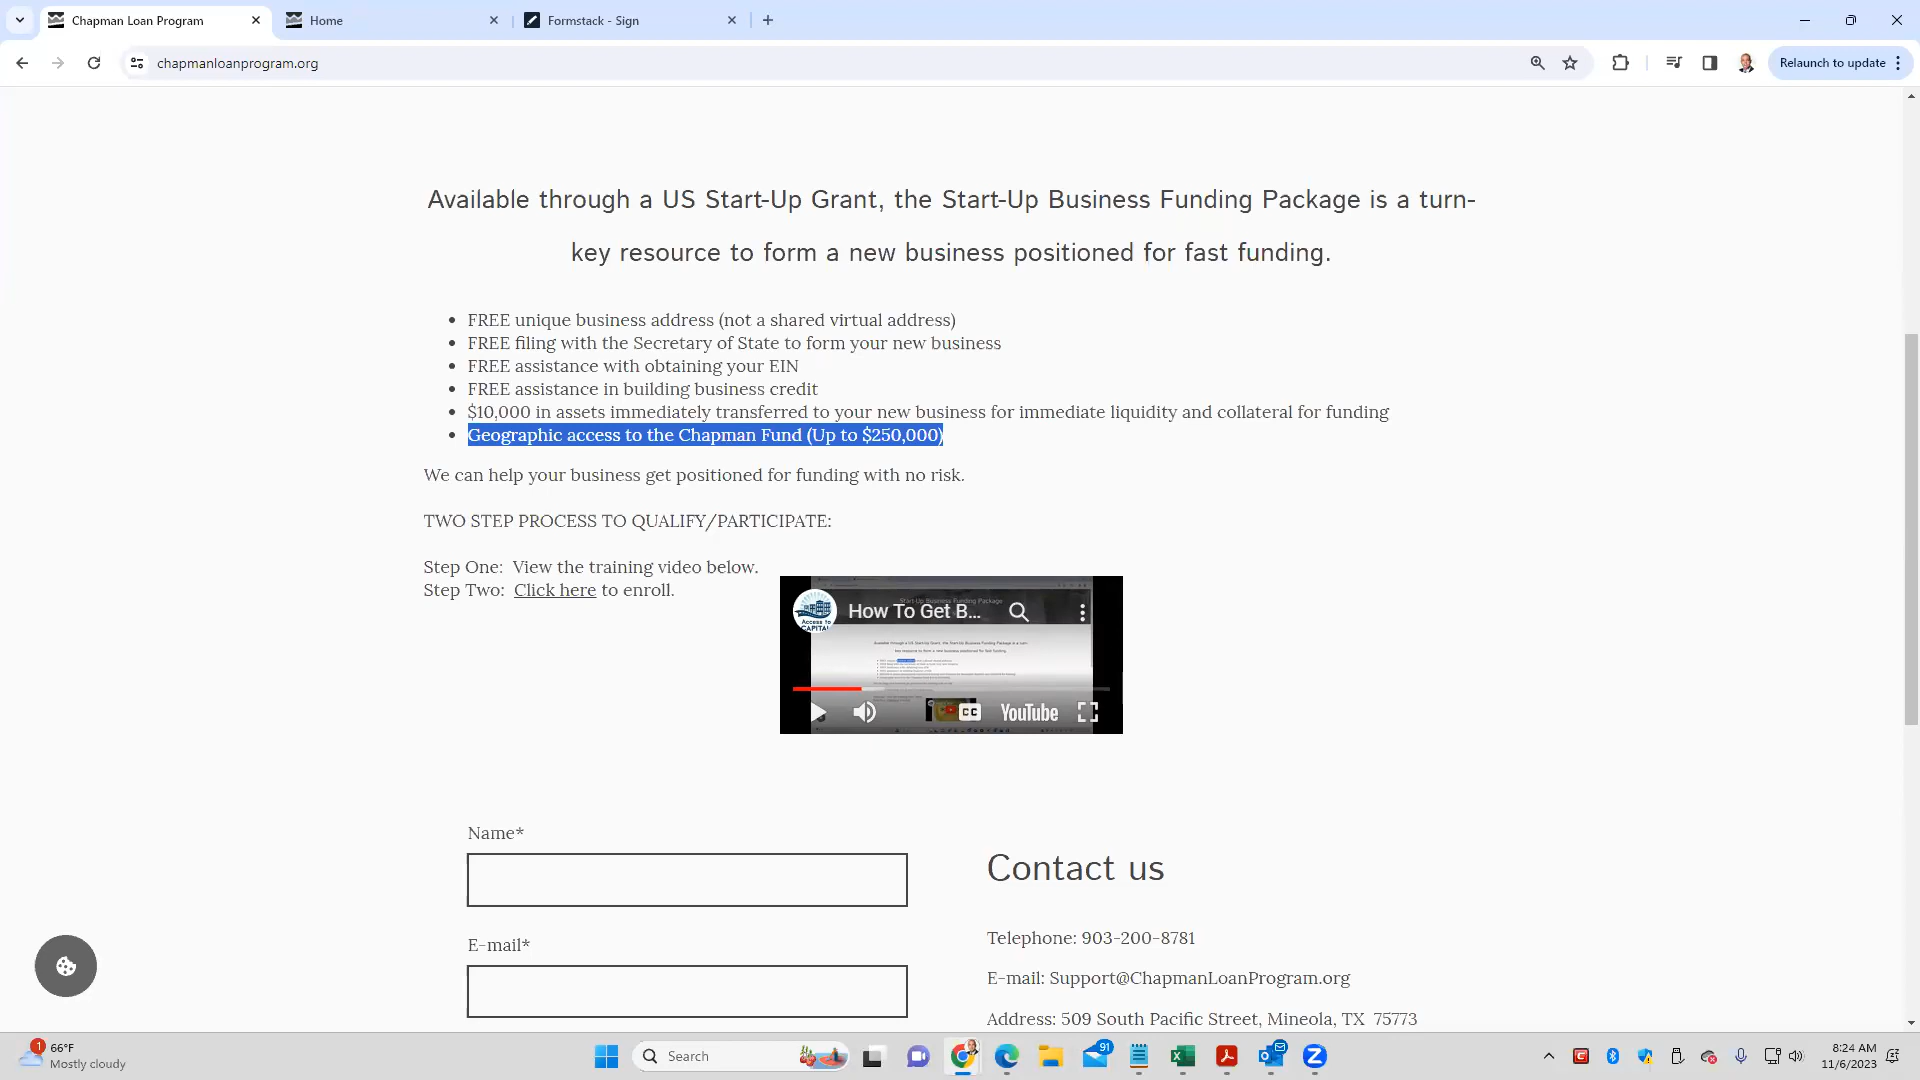 Chapman Loan Program
Home
Formstack - Sign
chapmanloanprogram.org
Relaunch to update
Available through a US Start-Up Grant, the Start-Up Business Funding Package is a turn-
key resource to form a new business positioned for fast funding.
• FREE unique business address (not a shared virtual address)
• FREE filing with the Secretary of State to form your new business
• FREE assistance with obtaining your EIN
• FREE assistance in building business credit
• $10,000 in assets immediately transferred to your new business for immediate liquidity and collateral for funding
• Geographic access to the Chapman Fund (Up to $250,000)
We can help your business get positioned for funding with no risk.
TWO STEP PROCESS TO QUALIFY/PARTICIPATE:
Step One: View the training video below.
Step Two: Click here to enroll.
Access to
CAPITAL
How To Get B...
CC YouTube
Name*
E-mail*
Contact us
Telephone: 903-200-8781
E-mail: Support@ChapmanLoanProgram.org
Address: 509 South Pacific Street, Mineola, TX 75773
1
66°F
Mostly cloudy
Search
91
8:24 AM
11/6/2023